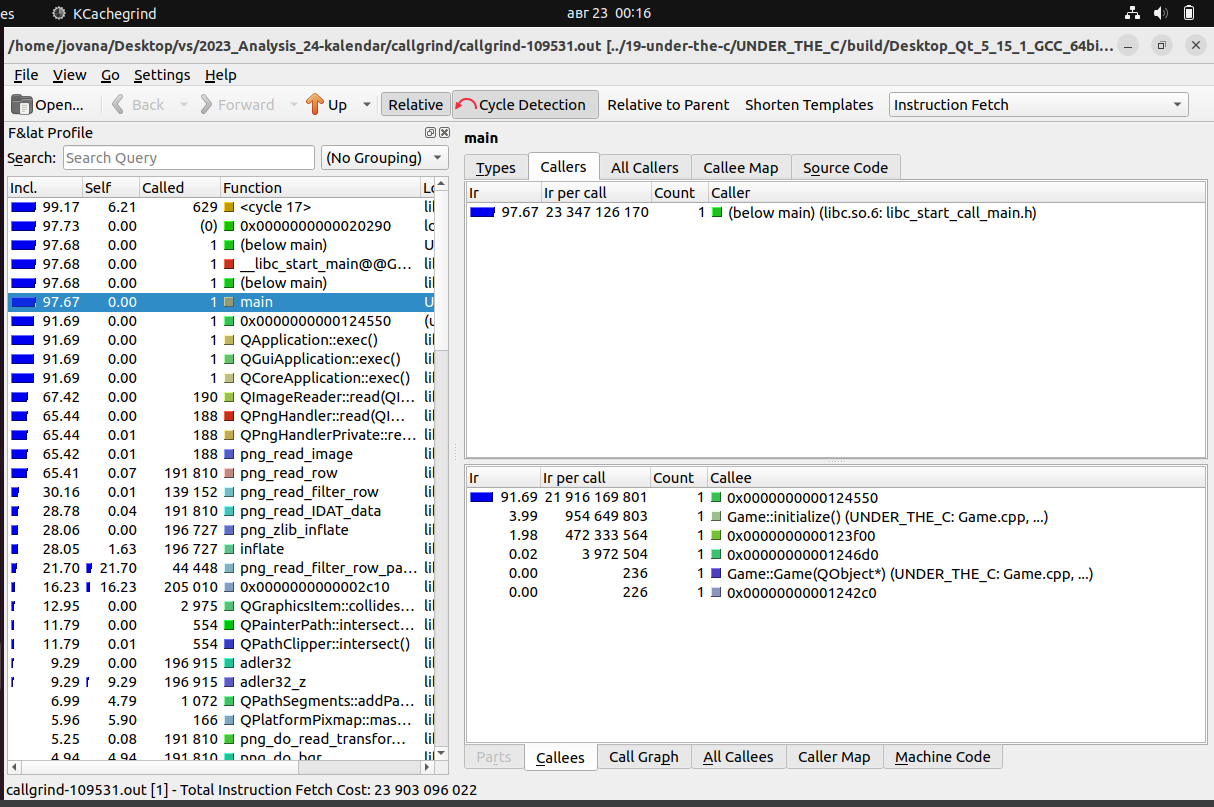 es KCachegrind авг 23 00:16
/home/jovana/Desktop/vs/2023_Analysis_24-kalendar/callgrind/callgrind-109531.out [../19-under-the-c/UNDER_THE_C/build/Desktop_Qt_5_15_1_GCC_64bi...
File View Go Settings Help
Open... Back Forward Up Relative Cycle Detection Relative to Parent Shorten Templates Instruction Fetch
F&lat Profile
Search: Search Query (No Grouping)
Incl. Self Called Function Lo
99.17 6.21 629 <cycle 17> lil
97.73 0.00 (0) 0x0000000000020290 lc
97.68 0.00 1 (below main) U
97.68 0.00 1 __libc_start_main@@G... lil
97.68 0.00 1 (below main) lil
97.67 0.00 1 main U
91.69 0.00 1 0x0000000000124550 (u
91.69 0.00 1 QApplication::exec() lil
91.69 0.00 1 QGuiApplication::exec() lil
91.69 0.00 1 QCoreApplication::exec() lil
67.42 0.00 190 QImageReader::read(QI... lil
65.44 0.00 188 QPngHandler::read(QI... lil
65.44 0.01 188 QPngHandlerPrivate::re... lil
65.42 0.01 188 png_read_image lil
65.41 0.07 191 810 png_read_row lil
30.16 0.01 139 152 png_read_filter_row lil
28.78 0.04 191 810 png_read_IDAT_data lil
28.06 0.00 196 727 png_zlib_inflate lil
28.05 1.63 196 727 inflate lil
21.70 21.70 44 448 png_read_filter_row_pa... lil
16.23 16.23 205 010 0x0000000000002c10 lil
12.95 0.00 2 975 QGraphicsItem::collides... lil
11.79 0.00 554 QPainterPath::intersect... lil
11.79 0.01 554 QPathClipper::intersect() lil
9.29 0.00 196 915 adler32 lil
9.29 9.29 196 915 adler32_z lil
6.99 4.79 1 072 QPathSegments::addPa... lil
5.96 5.90 166 QPlatformPixmap::mas... lil
5.25 0.08 191 810 png_do_read_transfor... lil
4.94 4.94 191 810 png_do_bgr lil
main
Types Callers All Callers Callee Map Source Code
Ir Ir per call Count Caller
97.67 23 347 126 170 1 (below main) (libc.so.6: libc_start_call_main.h)
Ir Ir per call Count Callee
91.69 21 916 169 801 1 0x0000000000124550
3.99 954 649 803 1 Game::initialize() (UNDER_THE_C: Game.cpp, ...)
1.98 472 333 564 1 0x0000000000123f00
0.02 3 972 504 1 0x00000000001246d0
0.00 236 1 Game::Game(QObject*) (UNDER_THE_C: Game.cpp, ...)
0.00 226 1 0x00000000001242c0
Parts Callees Call Graph All Callees Caller Map Machine Code
callgrind-109531.out [1] - Total Instruction Fetch Cost: 23 903 096 022